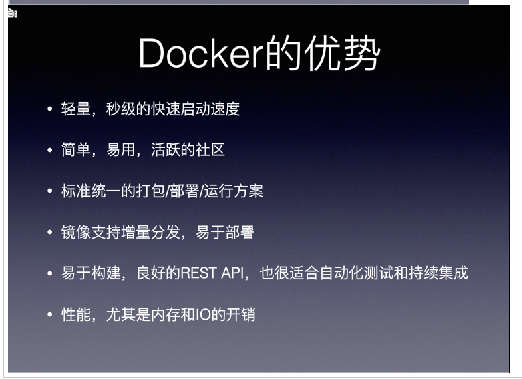 Docker的优势
• 轻量，秒级的快速启动速度
• 简单，易用，活跃的社区
• 标准统一的打包/部署/运行方案
• 镜像支持增量分发，易于部署
• 易于构建，良好的REST API，也很适合自动化测试和持续集成
• 性能，尤其是内存和IO的开销